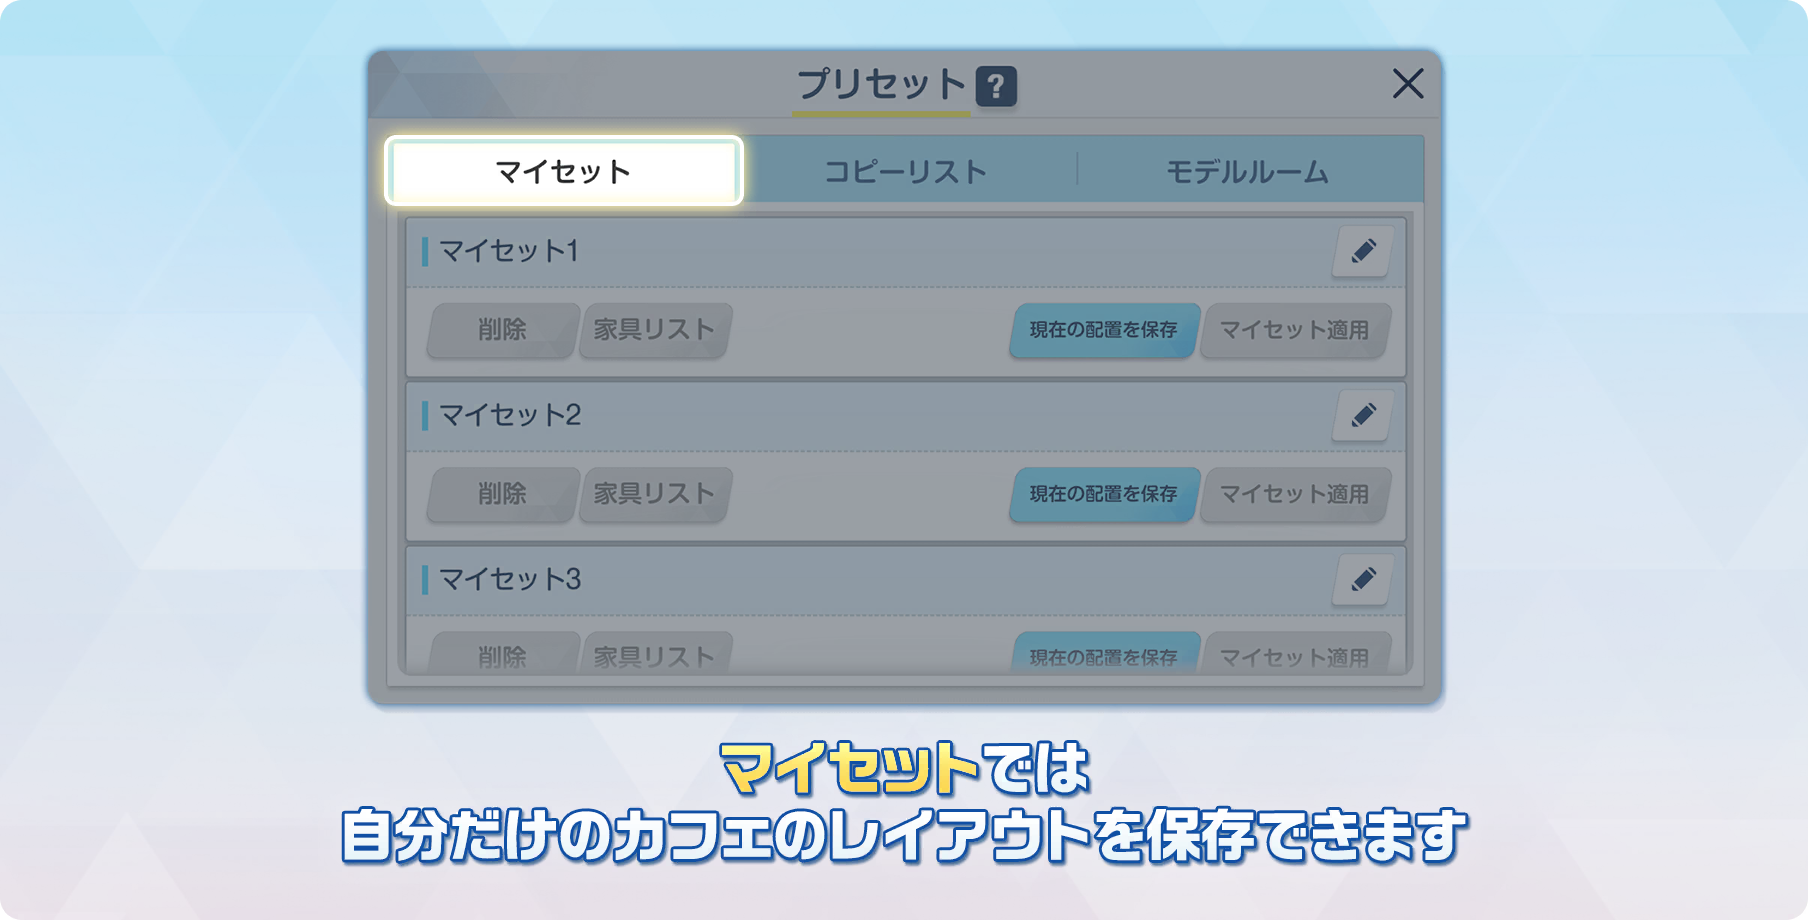 プリセット ?
マイセット コピーリスト モデルルーム
マイセット1
削除 家具リスト 現在の配置を保存 マイセット適用
マイセット2
削除 家具リスト 現在の配置を保存 マイセット適用
マイセット3
削除 家具リスト 現在の配置を保存 マイセット適用
マイセットでは
自分だけのカフェのレイアウトを保存できます